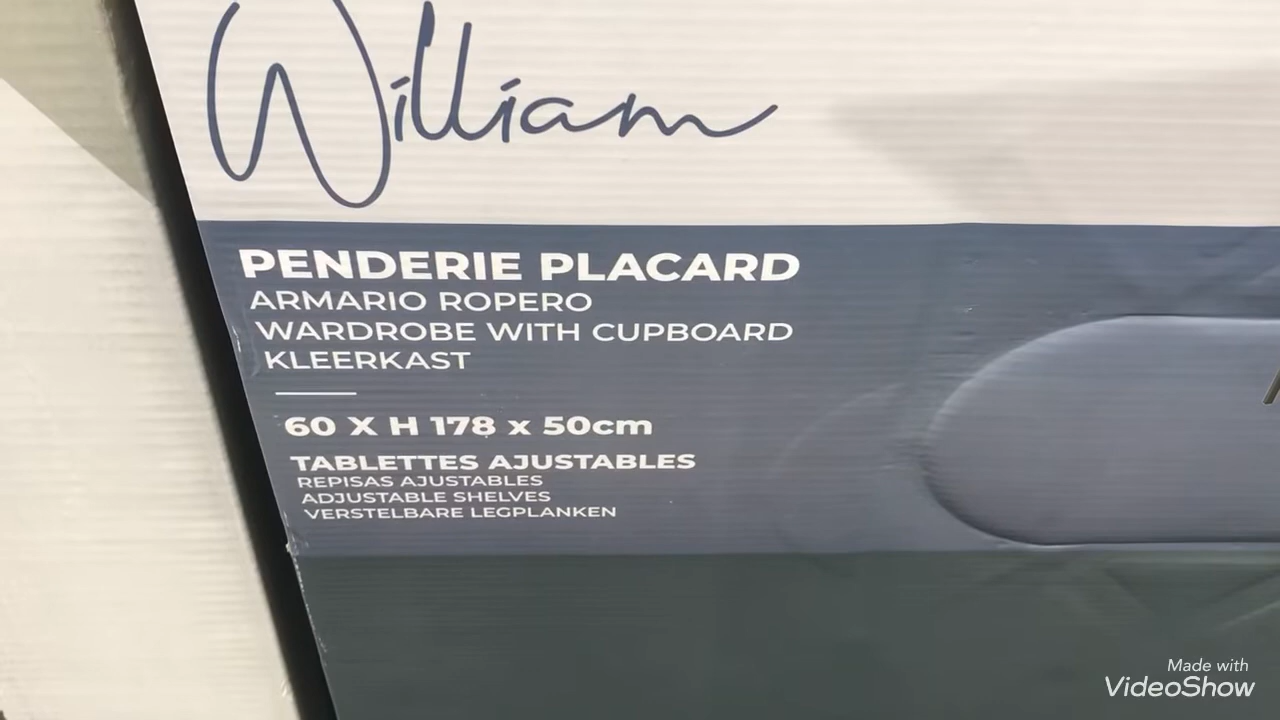 William
PENDERIE PLACARD
ARMARIO ROPERO
WARDROBE WITH CUPBOARD
KLEERKAST
60 X H 178 x 50cm
TABLETTES AJUSTABLES
REPISAS AJUSTABLES
ADJUSTABLE SHELVES
VERSTELBARE LEGPLANKEN
Made with
VideoShow